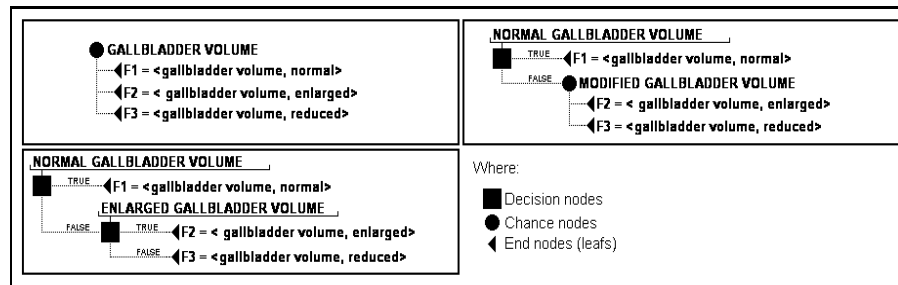 GALLBLADDER VOLUME
F1 = <gallbladder volume, normal>
F2 = < gallbladder volume, enlarged>
F3 = <gallbladder volume, reduced>
NORMAL GALLBLADDER VOLUME
TRUE F1 = <gallbladder volume, normal>
FALSE MODIFIED GALLBLADDER VOLUME
F2 = < gallbladder volume, enlarged>
F3 = <gallbladder volume, reduced>
NORMAL GALLBLADDER VOLUME
TRUE F1 = <gallbladder volume, normal>
ENLARGED GALLBLADDER VOLUME
FALSE TRUE F2 = < gallbladder volume, enlarged>
FALSE F3 = <gallbladder volume, reduced>
Where:
Decision nodes
Chance nodes
End nodes (leafs)